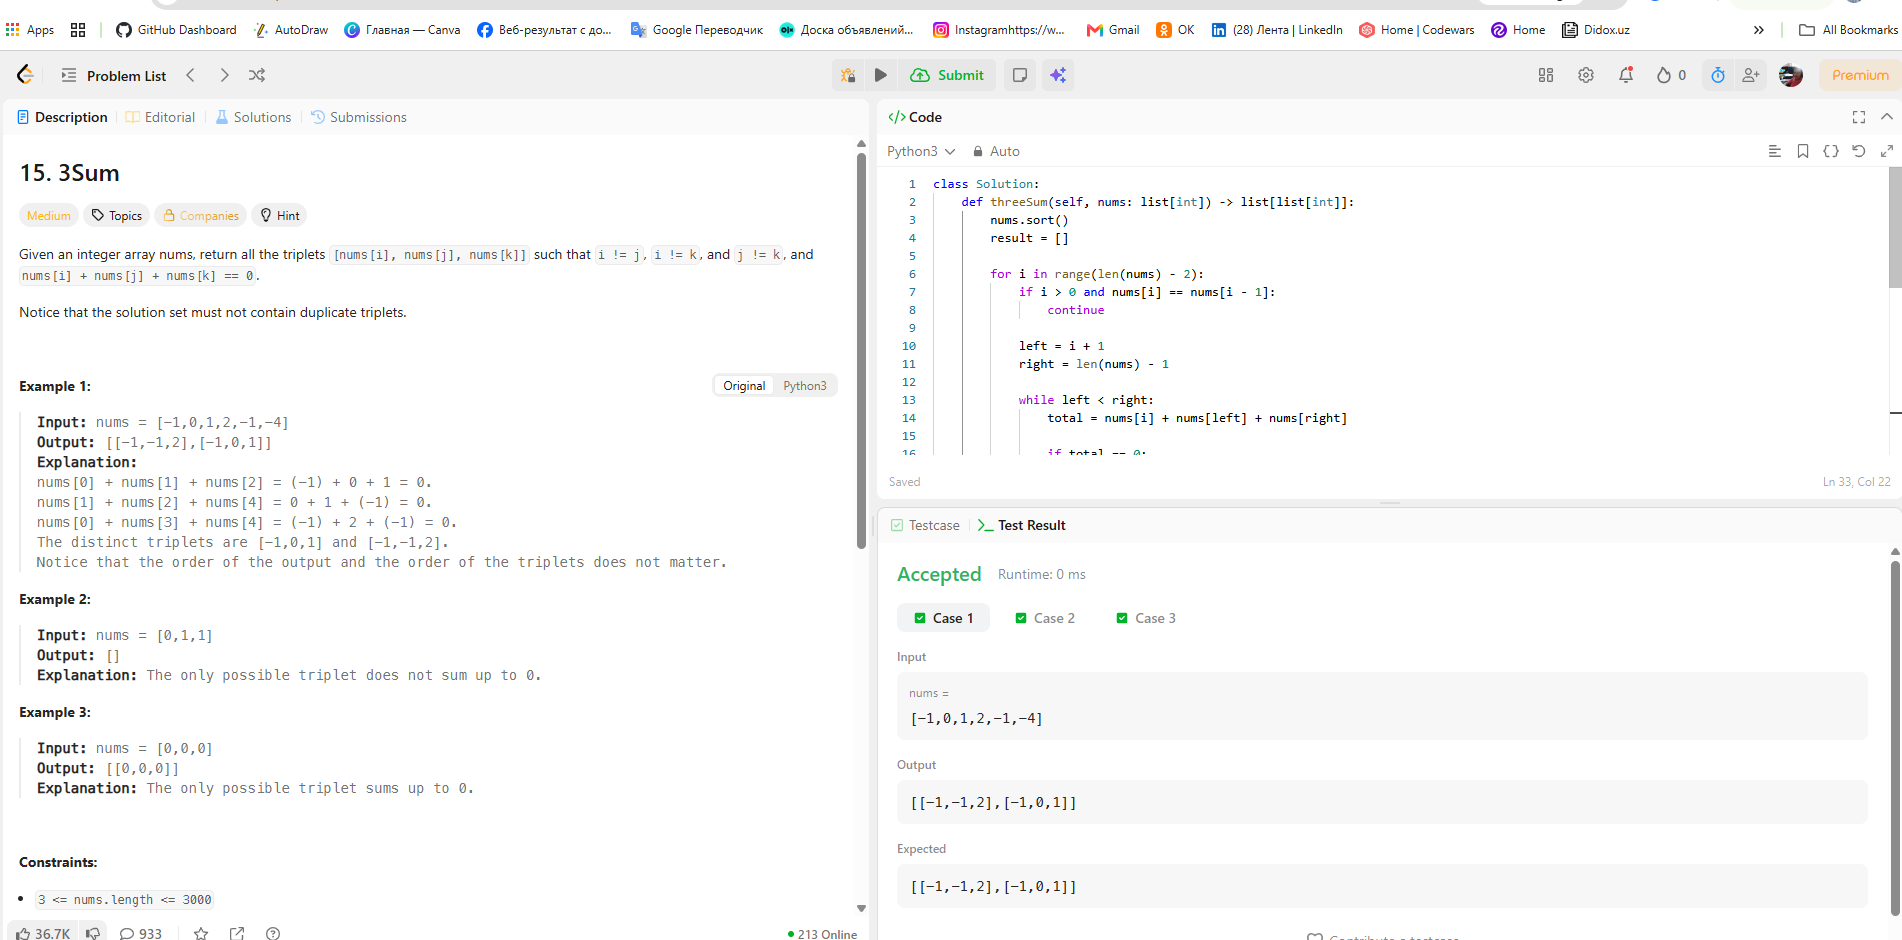 Apps GitHub Dashboard AutoDraw Главная — Canva Веб-результат с до... Google Переводчик Доска объявлений... Instagramhttps://w... Gmail OK (28) Лента | LinkedIn Home | Codewars Home Didox.uz » All Bookmarks
Problem List Submit 0 Premium
Description Editorial Solutions Submissions
15. 3Sum
Medium Topics Companies Hint
Given an integer array nums, return all the triplets [nums[i], nums[j], nums[k]] such that i != j, i != k, and j != k, and
nums[i] + nums[j] + nums[k] == 0.
Notice that the solution set must not contain duplicate triplets.
Example 1:
Original Python3
Input: nums = [-1,0,1,2,-1,-4]
Output: [[-1,-1,2],[-1,0,1]]
Explanation:
nums[0] + nums[1] + nums[2] = (-1) + 0 + 1 = 0.
nums[1] + nums[2] + nums[4] = 0 + 1 + (-1) = 0.
nums[0] + nums[3] + nums[4] = (-1) + 2 + (-1) = 0.
The distinct triplets are [-1,0,1] and [-1,-1,2].
Notice that the order of the output and the order of the triplets does not matter.
Example 2:
Input: nums = [0,1,1]
Output: []
Explanation: The only possible triplet does not sum up to 0.
Example 3:
Input: nums = [0,0,0]
Output: [[0,0,0]]
Explanation: The only possible triplet sums up to 0.
Constraints:
3 <= nums.length <= 3000
36.7K 933 213 Online
</> Code
Python3 Auto
1 class Solution:
2 def threeSum(self, nums: list[int]) -> list[list[int]]:
3 nums.sort()
4 result = []
5
6 for i in range(len(nums) - 2):
7 if i > 0 and nums[i] == nums[i - 1]:
8 continue
9
10 left = i + 1
11 right = len(nums) - 1
12
13 while left < right:
14 total = nums[i] + nums[left] + nums[right]
15
16 if total == 0:
Saved Ln 33, Col 22
Testcase >_ Test Result
Accepted Runtime: 0 ms
Case 1 Case 2 Case 3
Input
nums =
[-1,0,1,2,-1,-4]
Output
[[-1,-1,2],[-1,0,1]]
Expected
[[-1,-1,2],[-1,0,1]]
Contribute a testcase